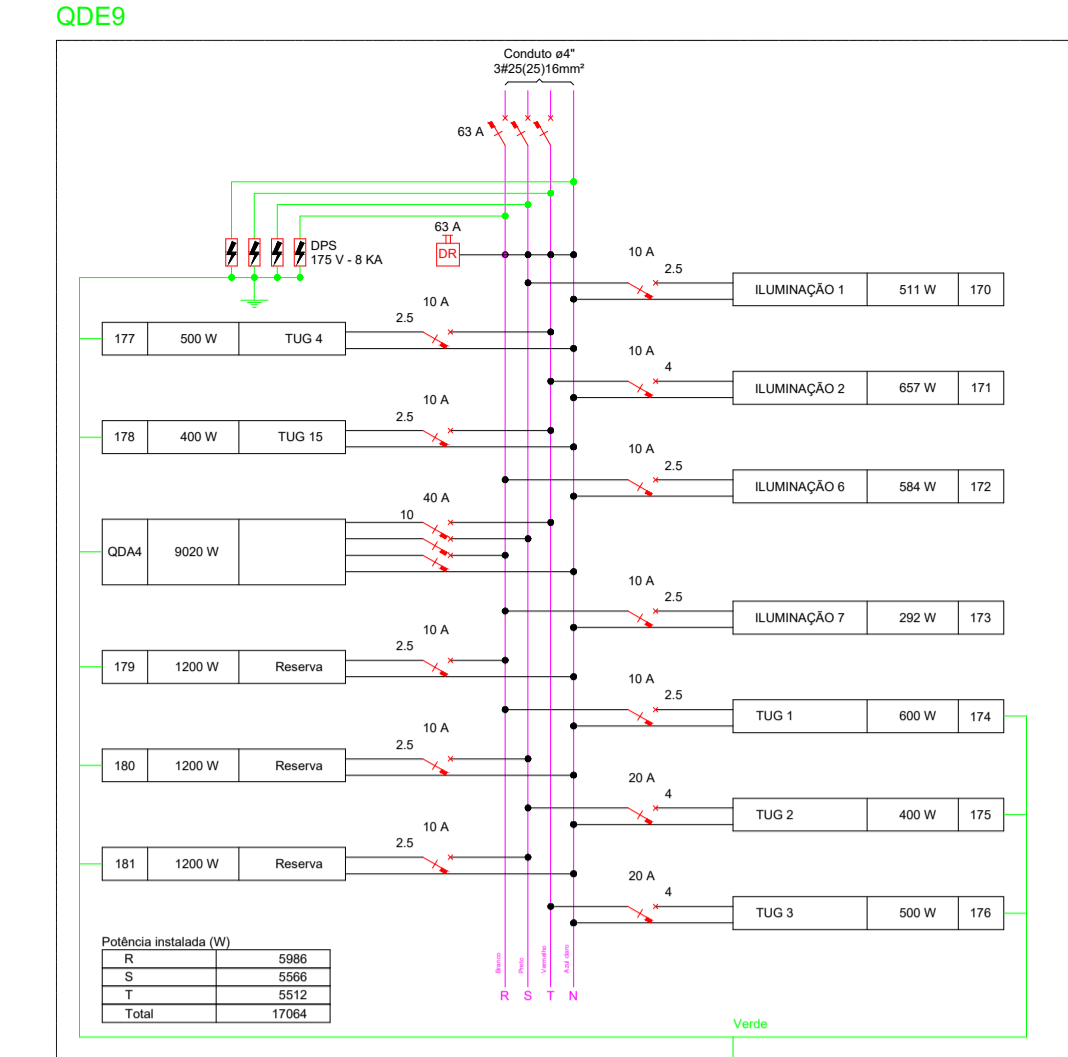 QDE9
Conduto ø4"
3#25(25)16mm²
63 A
DPS
175 V - 8 KA
63 A
DR
10 A
2.5
ILUMINAÇÃO 1 511 W 170
10 A
2.5
177 500 W TUG 4
10 A
4
ILUMINAÇÃO 2 657 W 171
10 A
2.5
178 400 W TUG 15
10 A
2.5
ILUMINAÇÃO 6 584 W 172
40 A
10
QDA4 9020 W
10 A
2.5
ILUMINAÇÃO 7 292 W 173
10 A
2.5
179 1200 W Reserva
10 A
2.5
TUG 1 600 W 174
10 A
2.5
180 1200 W Reserva
20 A
4
TUG 2 400 W 175
10 A
2.5
181 1200 W Reserva
20 A
4
TUG 3 500 W 176
Potência instalada (W)
R 5986
S 5566
T 5512
Total 17064
Branco
Preto
Vermelho
Azul claro
R S T N
Verde